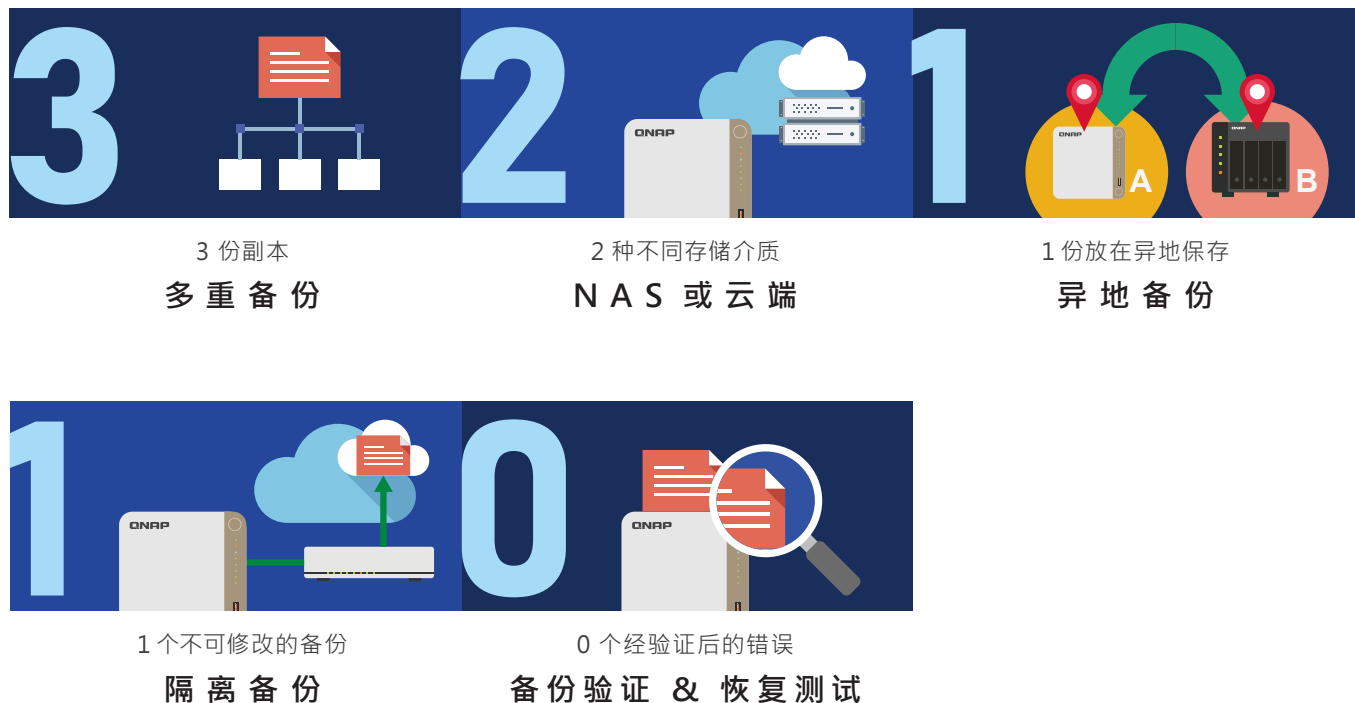 3
2
QNAP
1
QNAP
A
QNAP
B
3 份副本
多重备份
2 种不同存储介质
NAS 或云端
1 份放在异地保存
异地备份
1
QNAP
0
QNAP
1 个不可修改的备份
隔离备份
0 个经验证后的错误
备份验证 & 恢复测试